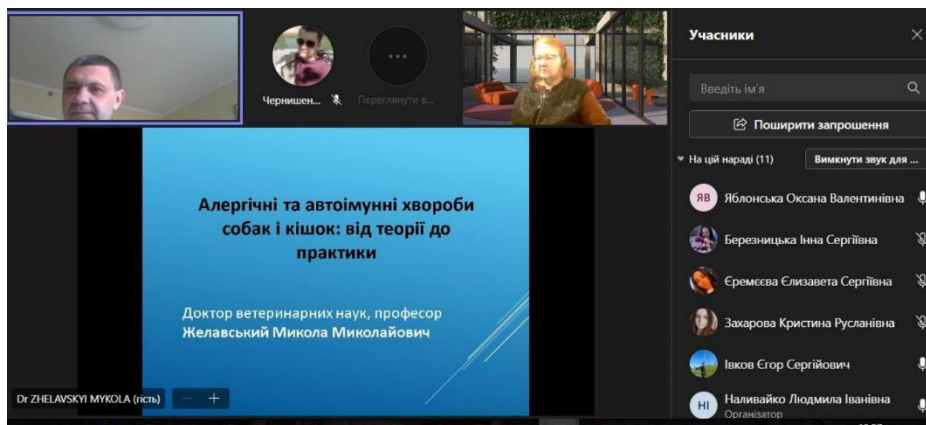 Чернишен...
Переглянути в...
Алергічні та автоімунні хвороби
собак і кішок: від теорії до
практики
Доктор ветеринарних наук, професор
Желавський Микола Миколайович
Dr ZHELAVSKYI MYKOLA (гість)
Учасники
Введіть ім'я
Поширити запрошення
На цій нараді (11)
Вимкнути звук для ...
ЯВ
Яблонська Оксана Валентинівна
Березницька Інна Сергіївна
Єремєєва Єлизавета Сергіївна
Захарова Кристина Русланівна
Івков Єгор Сергійович
НІ
Наливайко Людмила Іванівна
Організатор